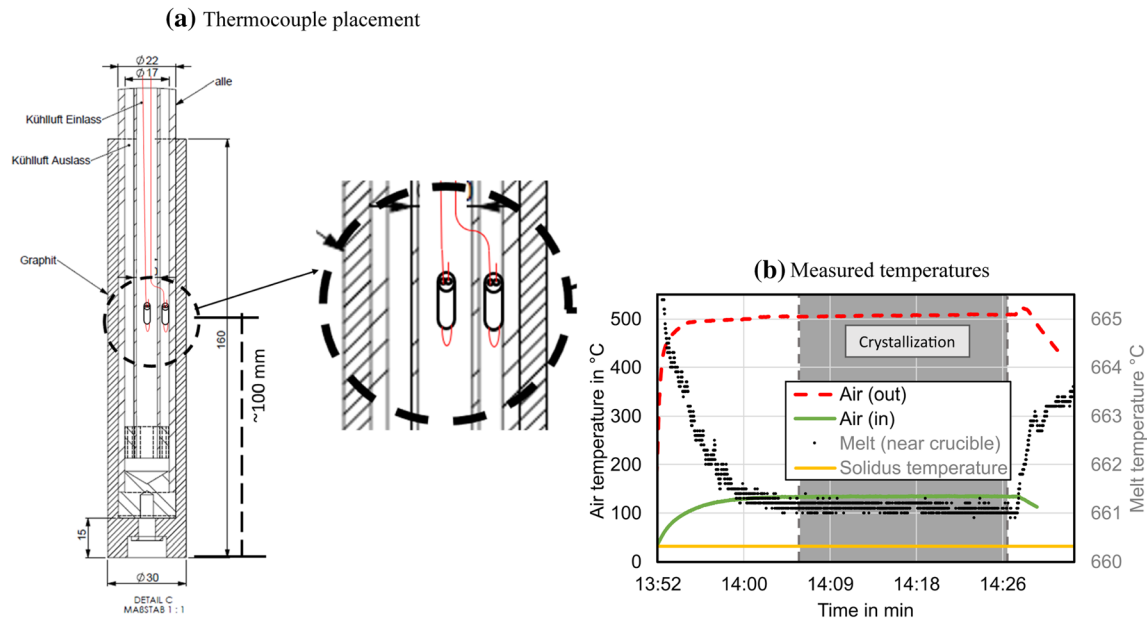 (a) Thermocouple placement
Ø22
Ø17
alle
Kühlluft Einlass
Kühlluft Auslass
Graphit
160
~100 mm
15
Ø30
DETAIL C
MAßSTAB 1 : 1
(b) Measured temperatures
Air temperature in °C
500
400
300
200
100
0
Crystallization
Air (out)
Air (in)
Melt (near crucible)
Solidus temperature
665
664
663
662
661
660
Melt temperature °C
13:52
14:00
14:09
14:18
14:26
Time in min